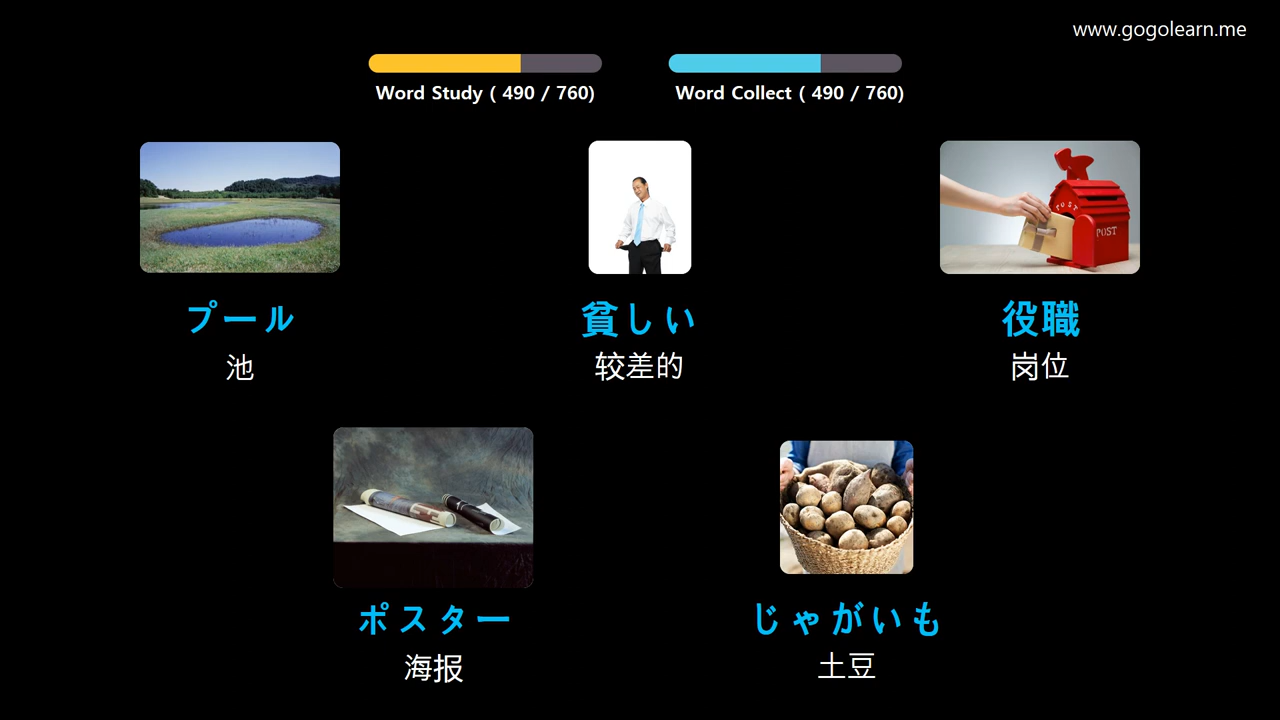 www.gogolearn.me
Word Study ( 490 / 760)
Word Collect ( 490 / 760)
プール
池
貧しい
较差的
POST
POST
役職
岗位
ポスター
海报
じゃがいも
土豆